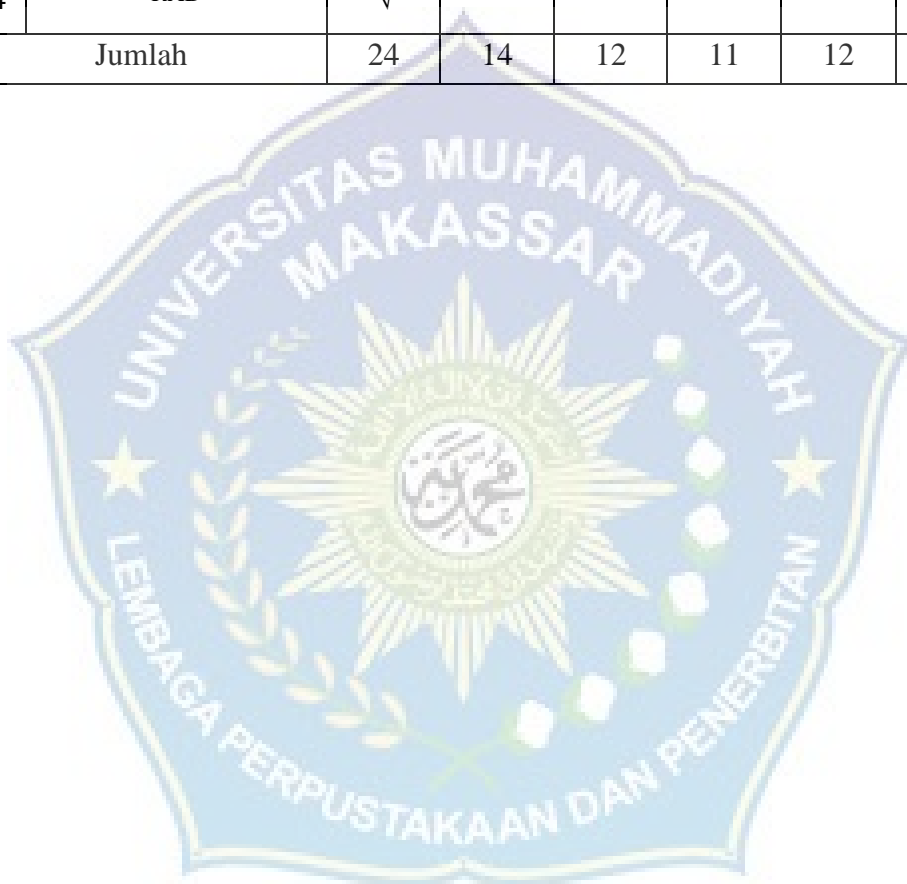 √
Jumlah 24 14 12 11 12
UNIVERSITAS MUHAMMADIYAH
MAKASSAR
LEMBAGA PERPUSTAKAAN DAN PENERBITAN